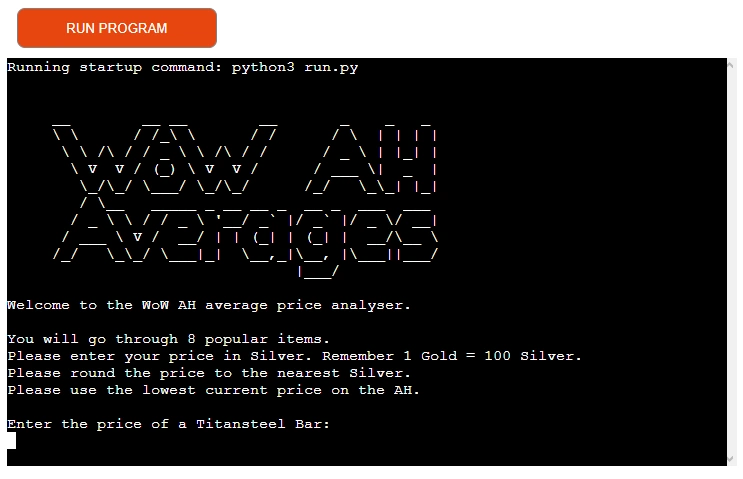 RUN PROGRAM
Running startup command: python3 run.py
WoW AH
Averages
Welcome to the WoW AH average price analyser.
You will go through 8 popular items.
Please enter your price in Silver. Remember 1 Gold = 100 Silver.
Please round the price to the nearest Silver.
Please use the lowest current price on the AH.
Enter the price of a Titansteel Bar: